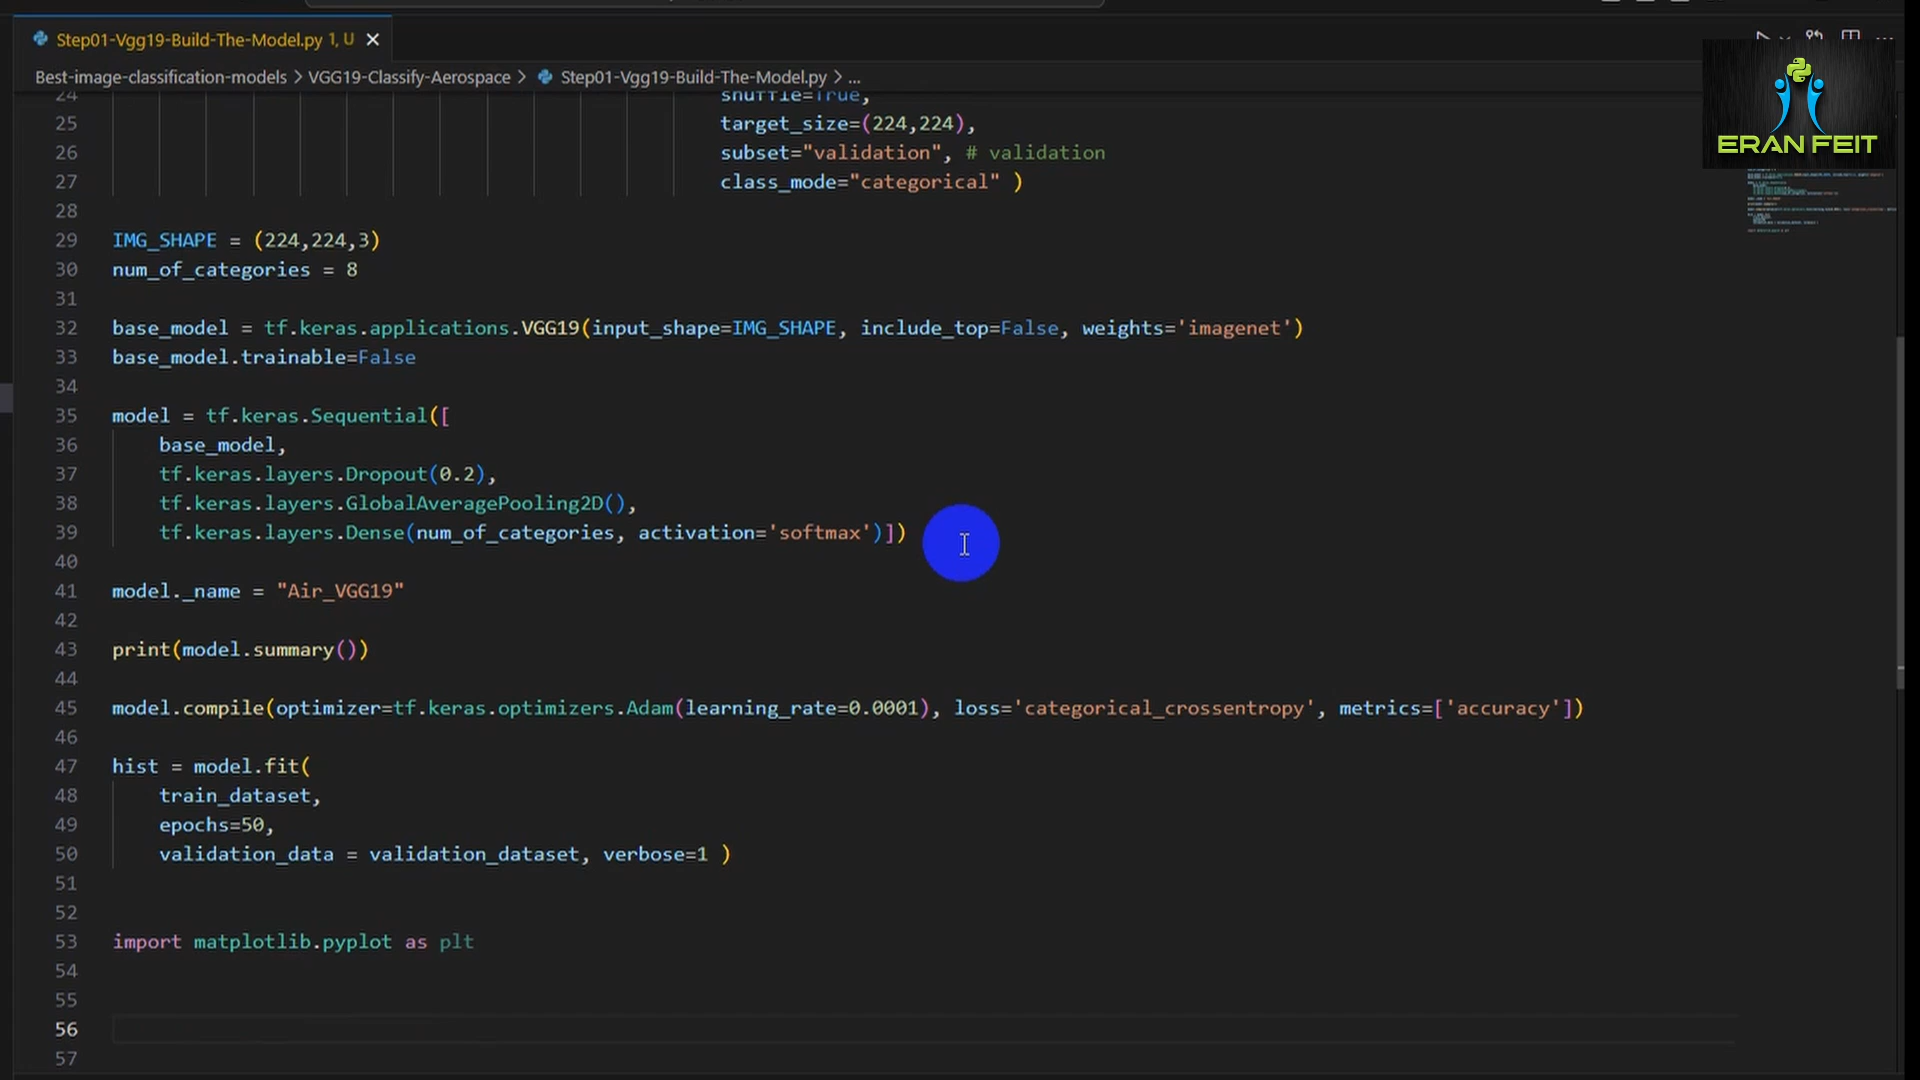 Step01-Vgg19-Build-The-Model.py 1, U
Best-image-classification-models > VGG19-Classify-Aerospace > Step01-Vgg19-Build-The-Model.py > ...
ERAN FEIT
24 shuffle=True,
25 target_size=(224,224),
26 subset="validation", # validation
27 class_mode="categorical" )
28
29 IMG_SHAPE = (224,224,3)
30 num_of_categories = 8
31
32 base_model = tf.keras.applications.VGG19(input_shape=IMG_SHAPE, include_top=False, weights='imagenet')
33 base_model.trainable=False
34
35 model = tf.keras.Sequential([
36 base_model,
37 tf.keras.layers.Dropout(0.2),
38 tf.keras.layers.GlobalAveragePooling2D(),
39 tf.keras.layers.Dense(num_of_categories, activation='softmax')])
40
41 model._name = "Air_VGG19"
42
43 print(model.summary())
44
45 model.compile(optimizer=tf.keras.optimizers.Adam(learning_rate=0.0001), loss='categorical_crossentropy', metrics=['accuracy'])
46
47 hist = model.fit(
48 train_dataset,
49 epochs=50,
50 validation_data = validation_dataset, verbose=1 )
51
52
53 import matplotlib.pyplot as plt
54
55
56
57